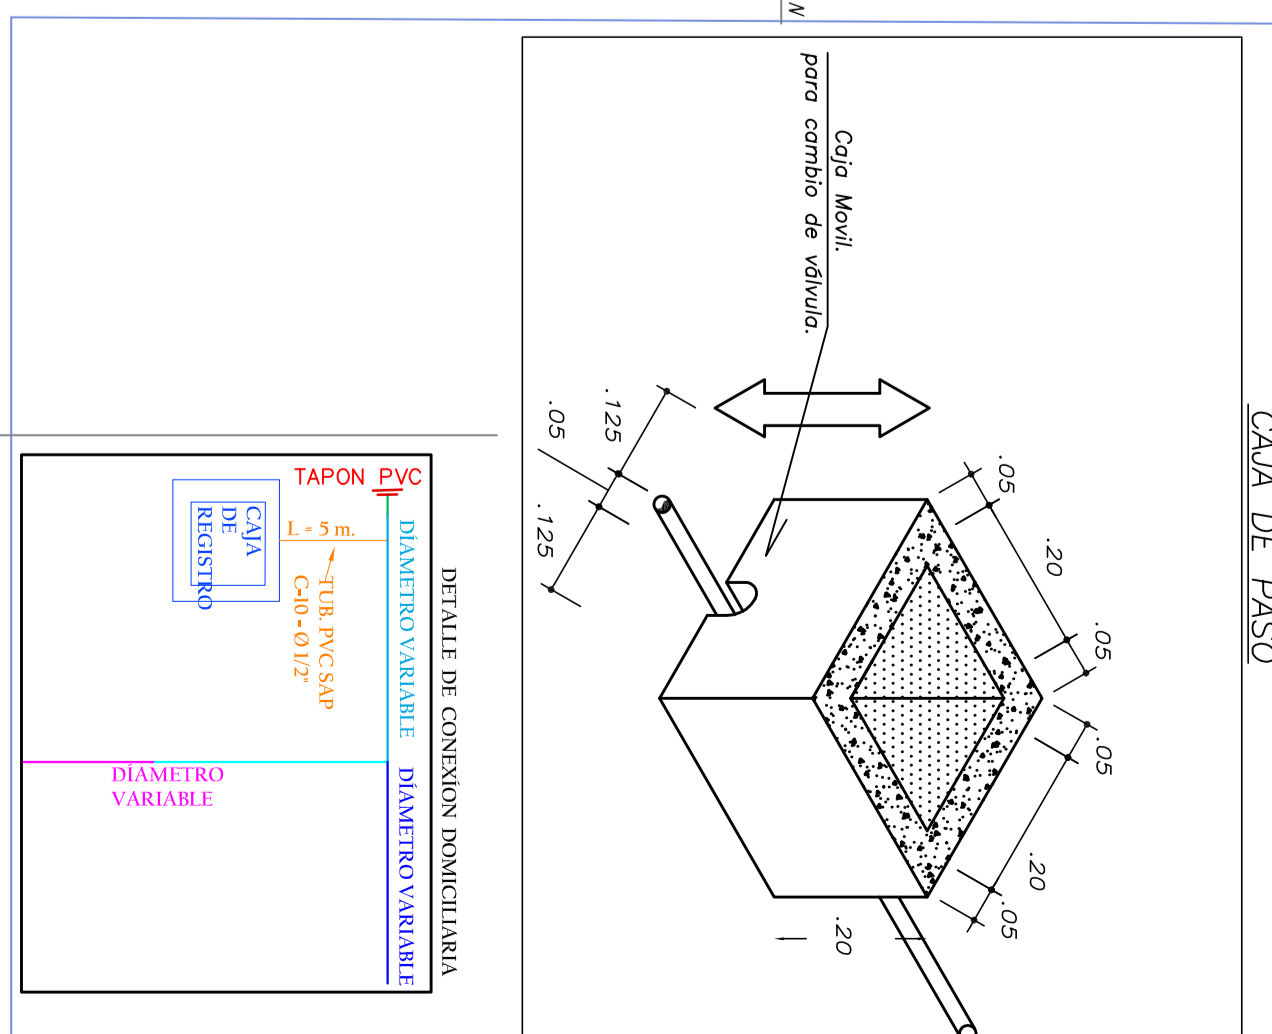 N
CAJA DE PASO
Caja Movil.
para cambio de válvula.
.05
.20
.05
.05
.20
.05
.20
.125
.05
.125
DETALLE DE CONEXÍON DOMICILIARIA
TAPON PVC
DÍAMETRO VARIABLE
DÍAMETRO VARIABLE
L = 5 m.
TUB. PVC SAP
C-10 - Ø 1/2"
CAJA
DE
REGISTRO
DÍAMETRO
VARIABLE